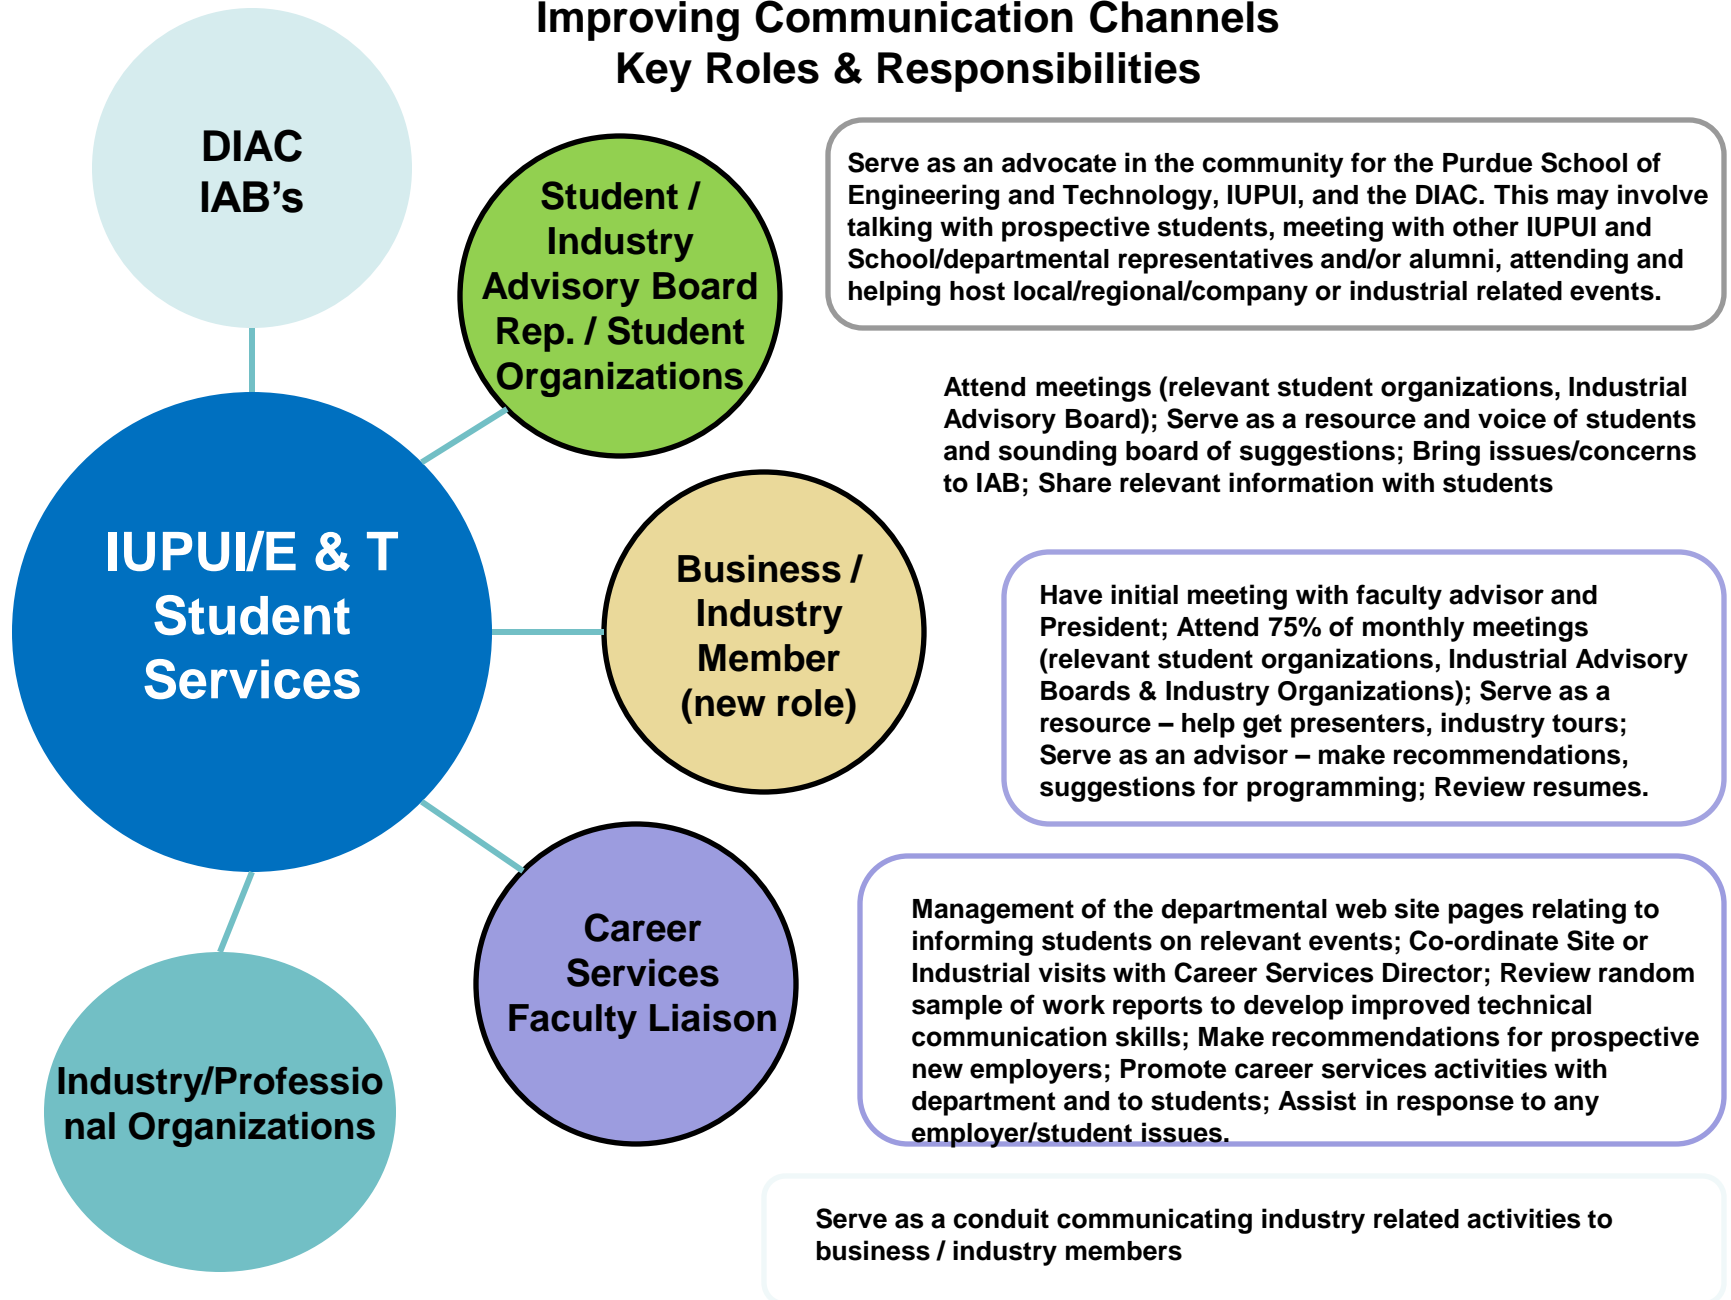 Improving Communication Channels
Key Roles & Responsibilities
DIAC
IAB’s
Student /
Industry
Advisory Board
Rep. / Student
Organizations
Serve as an advocate in the community for the Purdue School of
Engineering and Technology, IUPUI, and the DIAC. This may involve
talking with prospective students, meeting with other IUPUI and
School/departmental representatives and/or alumni, attending and
helping host local/regional/company or industrial related events.
Attend meetings (relevant student organizations, Industrial
Advisory Board); Serve as a resource and voice of students
and sounding board of suggestions; Bring issues/concerns
to IAB; Share relevant information with students
IUPUI/E & T
Student
Services
Business /
Industry
Member
(new role)
Have initial meeting with faculty advisor and
President; Attend 75% of monthly meetings
(relevant student organizations, Industrial Advisory
Boards & Industry Organizations); Serve as a
resource – help get presenters, industry tours;
Serve as an advisor – make recommendations,
suggestions for programming; Review resumes.
Career
Services
Faculty Liaison
Management of the departmental web site pages relating to
informing students on relevant events; Co-ordinate Site or
Industrial visits with Career Services Director; Review random
sample of work reports to develop improved technical
communication skills; Make recommendations for prospective
new employers; Promote career services activities with
department and to students; Assist in response to any
employer/student issues.
Industry/Professio
nal Organizations
Serve as a conduit communicating industry related activities to
business / industry members